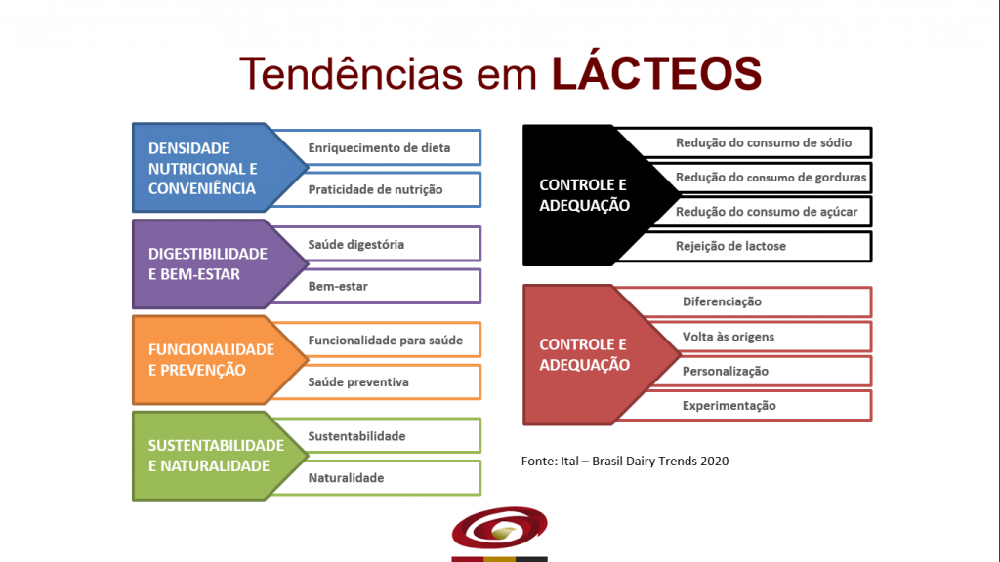 Tendências em LÁCTEOS
DENSIDADE
NUTRICIONAL E
CONVENIÊNCIA
Enriquecimento de dieta
Praticidade de nutrição
DIGESTIBILIDADE
E BEM-ESTAR
Saúde digestória
Bem-estar
FUNCIONALIDADE
E PREVENÇÃO
Funcionalidade para saúde
Saúde preventiva
SUSTENTABILIDADE
E NATURALIDADE
Sustentabilidade
Naturalidade
CONTROLE E
ADEQUAÇÃO
Redução do consumo de sódio
Redução do consumo de gorduras
Redução do consumo de açúcar
Rejeição de lactose
CONTROLE E
ADEQUAÇÃO
Diferenciação
Volta às origens
Personalização
Experimentação
Fonte: Ital – Brasil Dairy Trends 2020